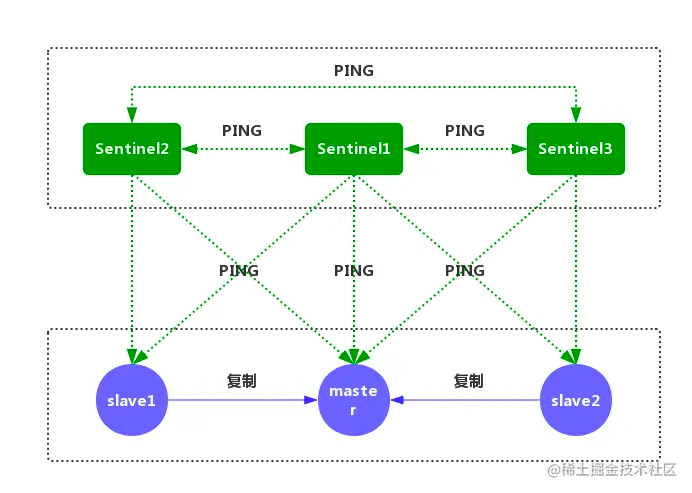 PING
PING
PING
Sentinel2
Sentinel1
Sentinel3
PING
PING
PING
复制
复制
slave1
maste
r
slave2
@稀土掘金技术社区